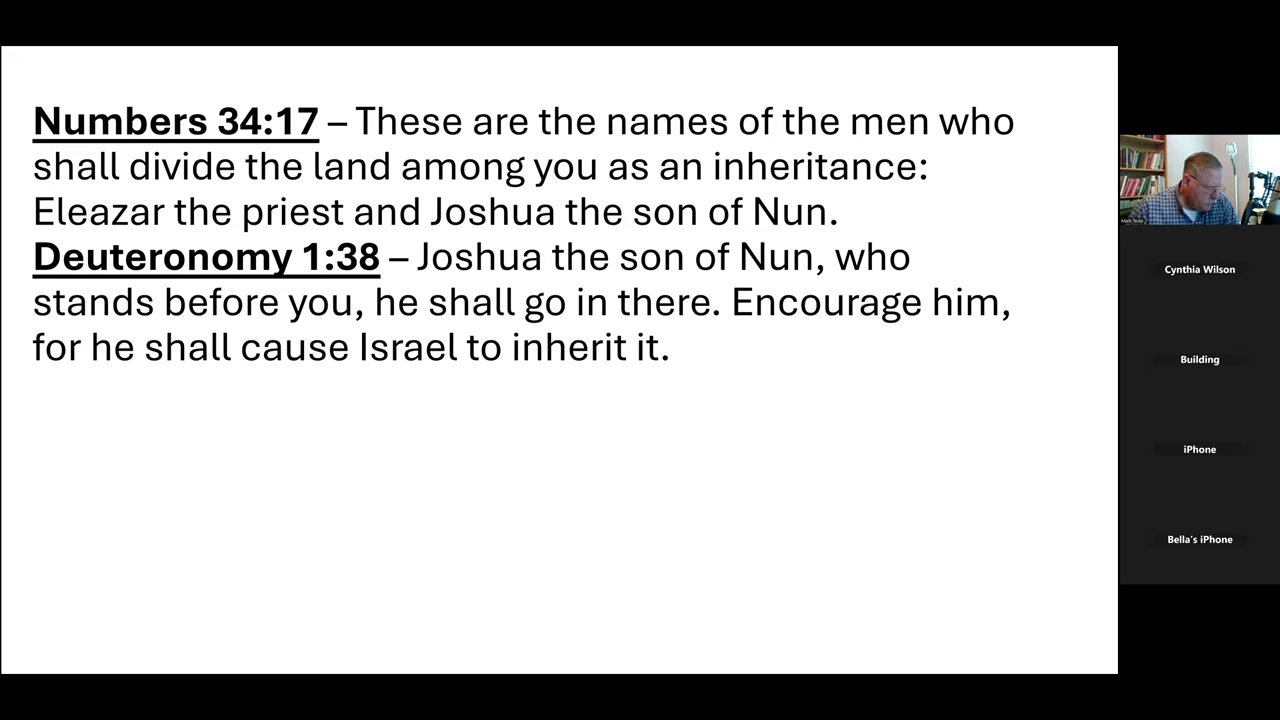 Numbers 34:17 – These are the names of the men who
shall divide the land among you as an inheritance:
Eleazar the priest and Joshua the son of Nun.
Deuteronomy 1:38 – Joshua the son of Nun, who
stands before you, he shall go in there. Encourage him,
for he shall cause Israel to inherit it.
Cynthia Wilson
Building
iPhone
Bella's iPhone